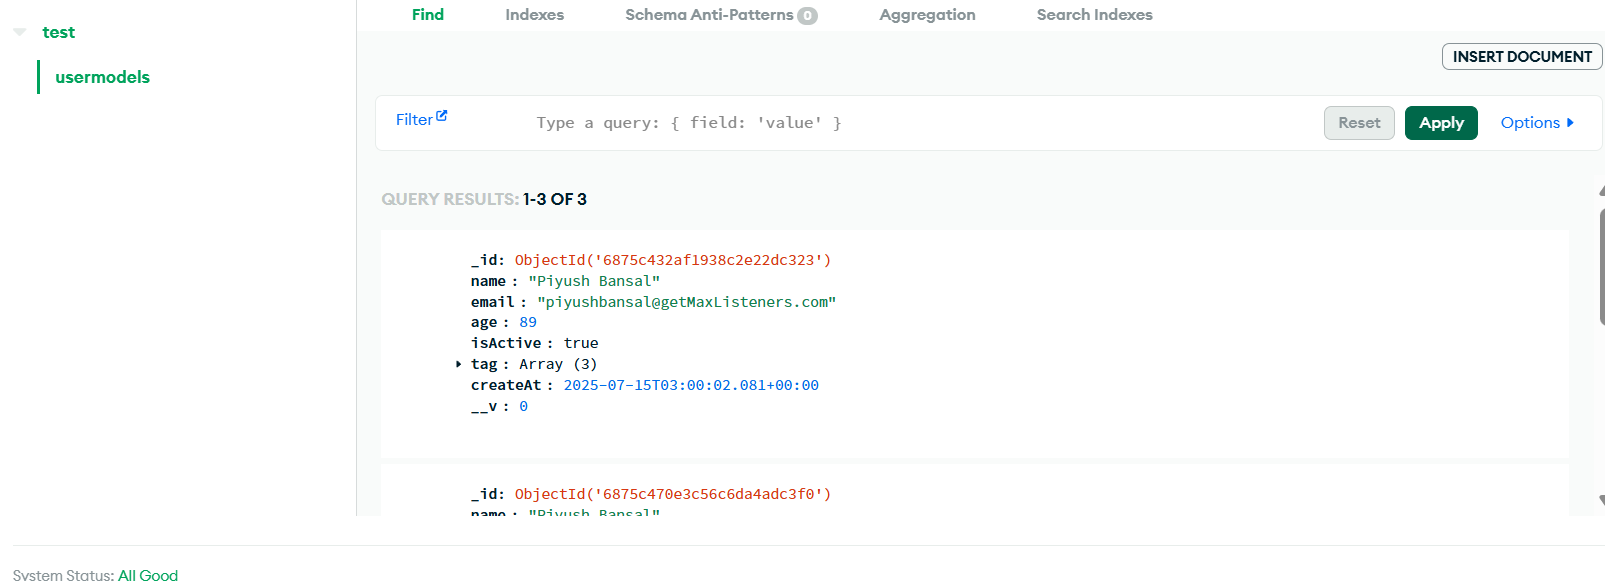 test
usermodels
Find Indexes Schema Anti-Patterns 0 Aggregation Search Indexes
INSERT DOCUMENT
Filter Type a query: { field: 'value' } Reset Apply Options
QUERY RESULTS: 1-3 OF 3
_id: ObjectId('6875c432af1938c2e22dc323')
name : "Piyush Bansal"
email : "piyushbansal@getMaxListeners.com"
age : 89
isActive : true
tag : Array (3)
createAt : 2025-07-15T03:00:02.081+00:00
__v : 0
_id: ObjectId('6875c470e3c56c6da4adc3f0')
name : "Piyush Bansal"
System Status: All Good